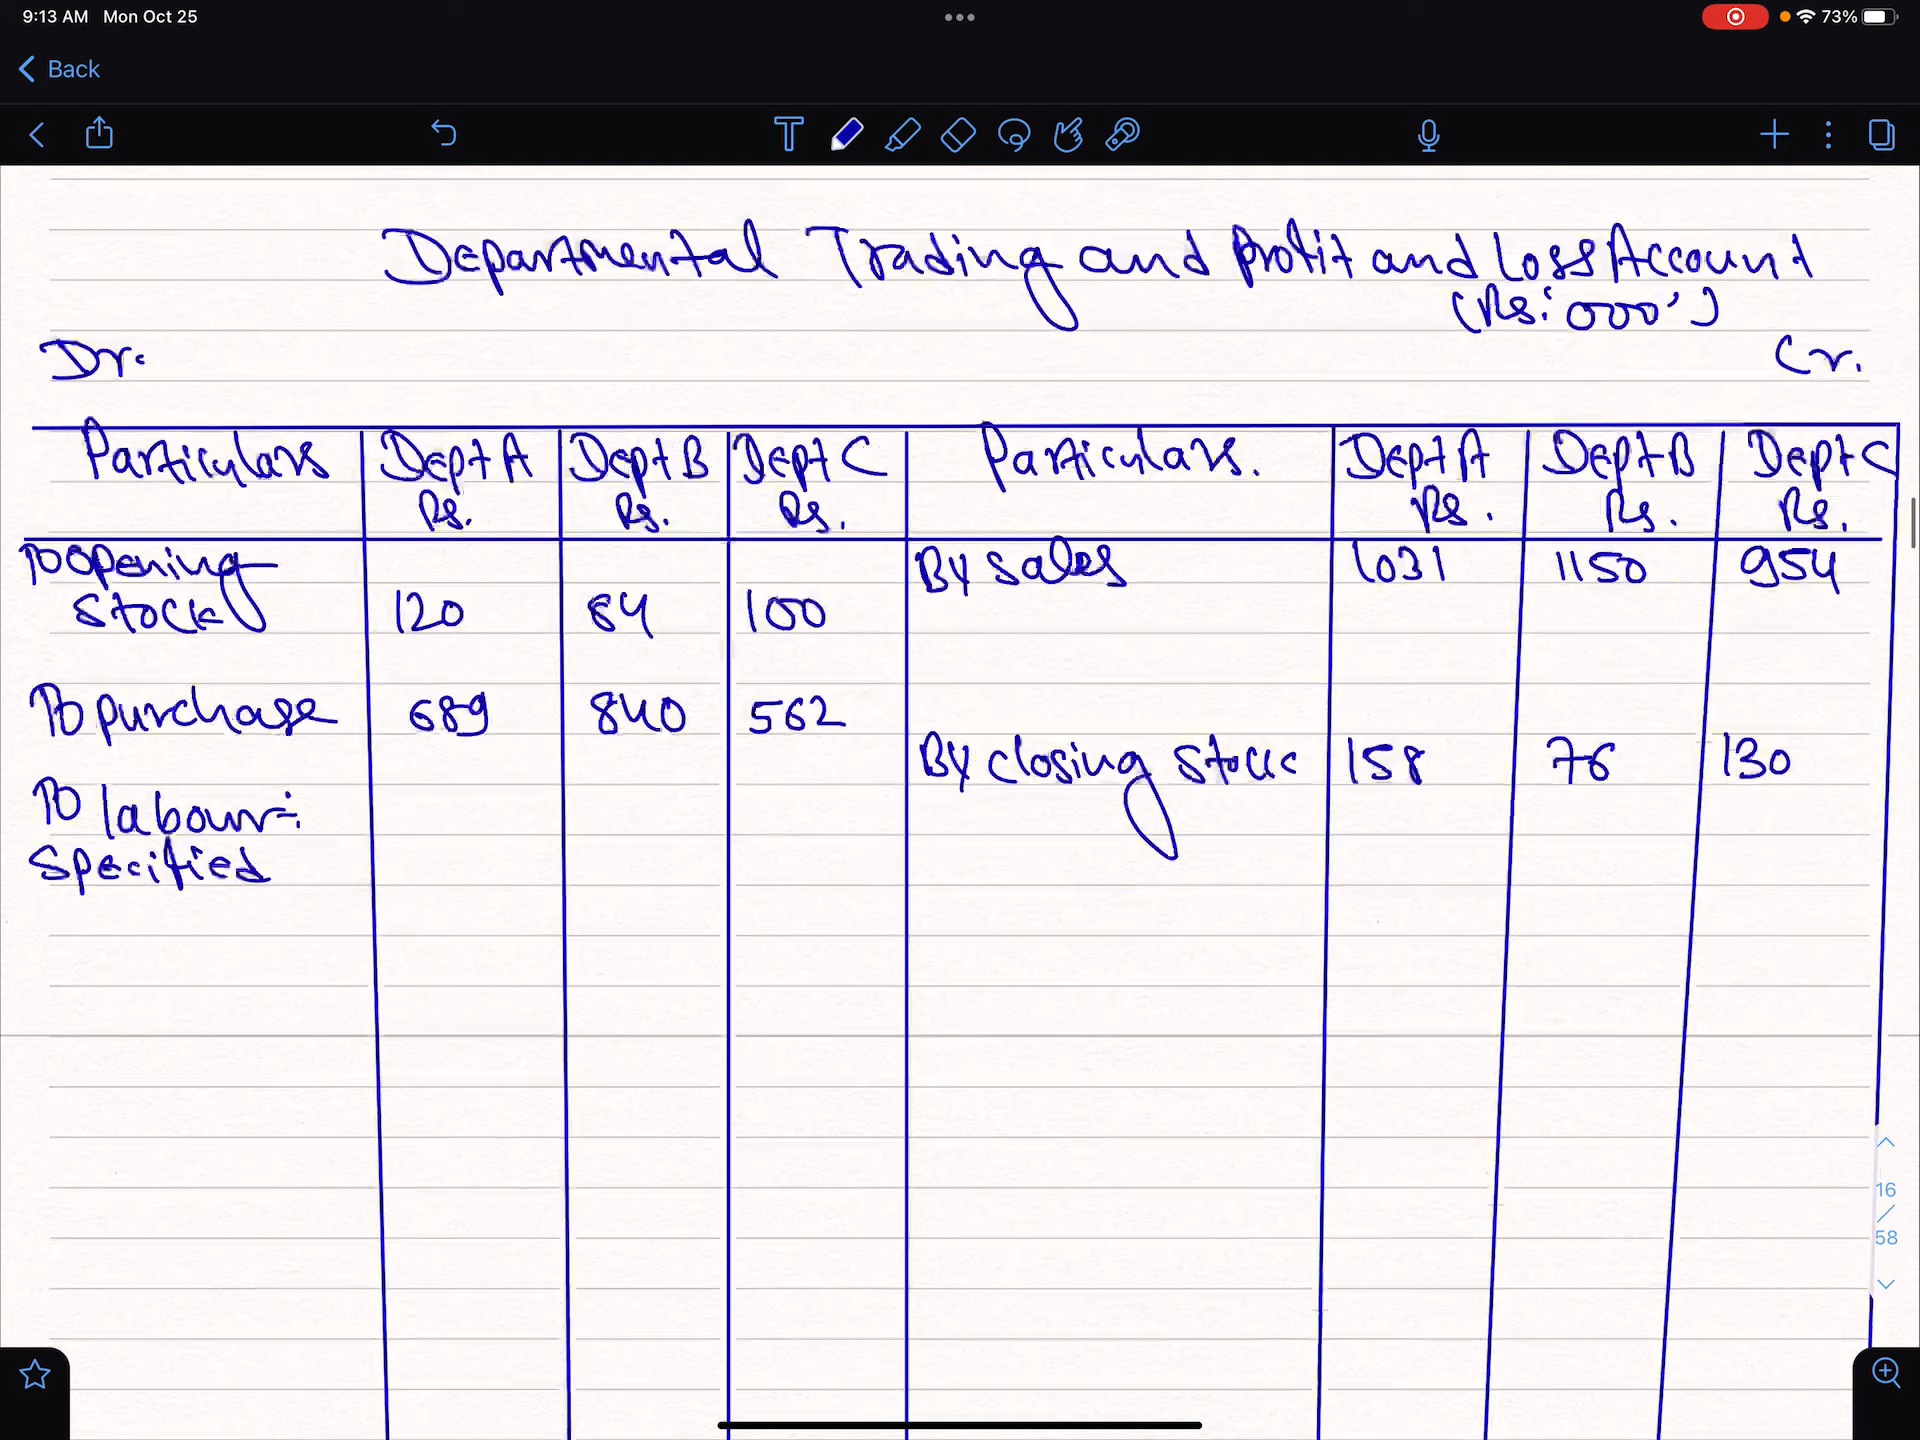 9:13 AM Mon Oct 25
73%
Back
Departmental Trading and Profit and Loss Account
(Rs: 000')
Dr. Cr.
Particulars Dept A Dept B Dept C Particulars. Dept A Dept B Dept C
Rs. Rs. Rs. Rs. Rs. Rs.
To opening By sales 1031 1150 954
stock 120 84 100
To purchase 689 840 562
By closing stock 158 76 130
To labour:
specified
16
/
58